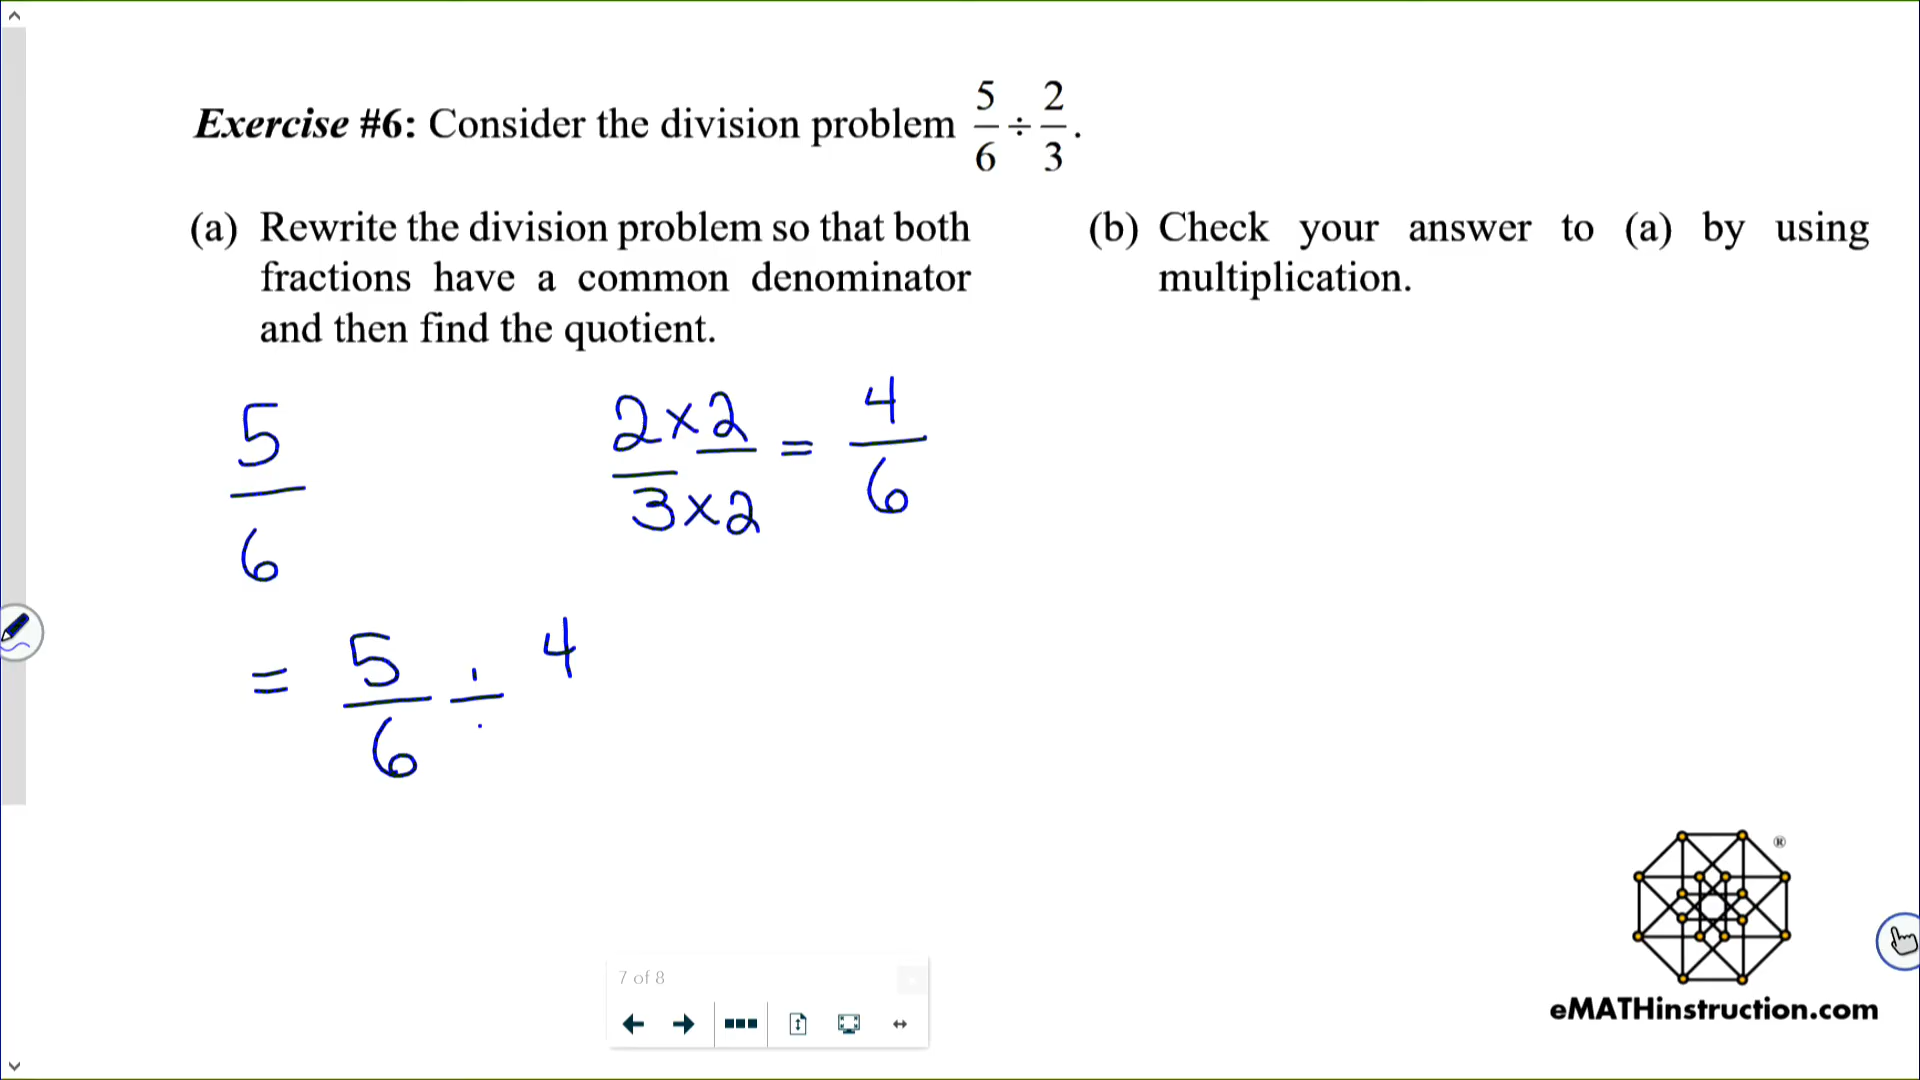 Exercise #6: Consider the division problem 5/6 ÷ 2/3.
(a) Rewrite the division problem so that both
fractions have a common denominator
and then find the quotient.
(b) Check your answer to (a) by using
multiplication.
5/6
2×2/3×2 = 4/6
= 5/6 ÷ 4
7 of 8
®
eMATHinstruction.com